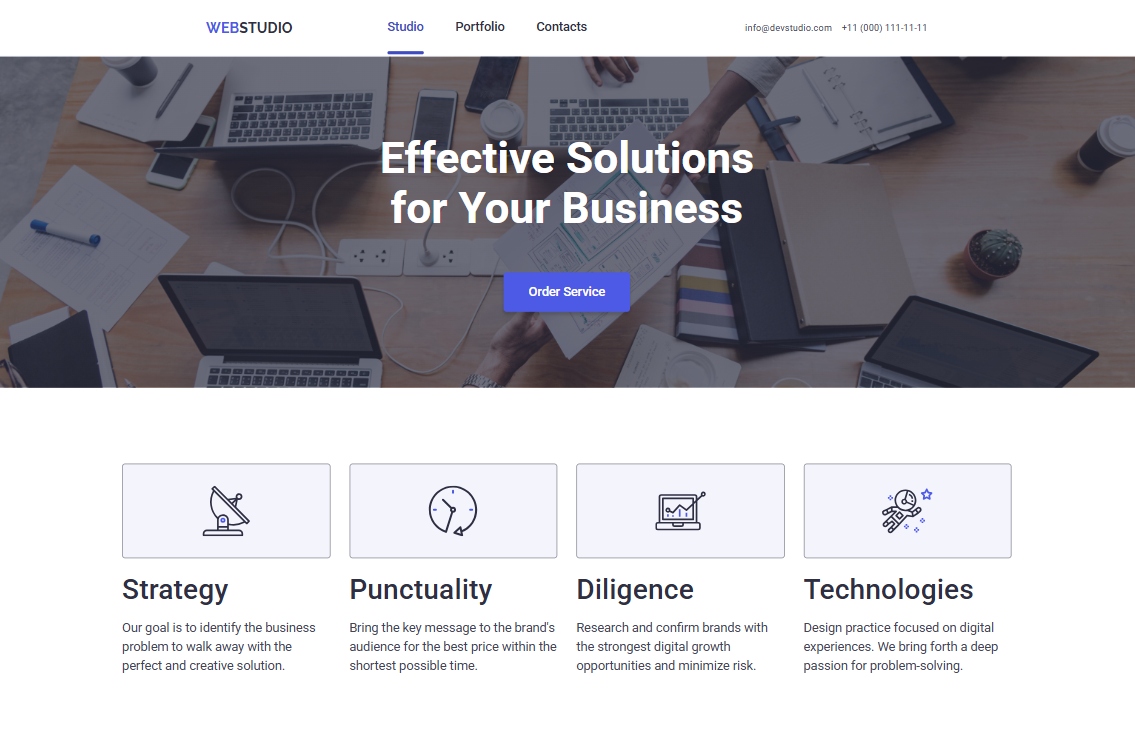 WEBSTUDIO
Studio
Portfolio
Contacts
info@devstudio.com
+11 (000) 111-11-11
Effective Solutions
for Your Business
Order Service
Strategy
Our goal is to identify the business
problem to walk away with the
perfect and creative solution.
Punctuality
Bring the key message to the brand's
audience for the best price within the
shortest possible time.
Diligence
Research and confirm brands with
the strongest digital growth
opportunities and minimize risk.
Technologies
Design practice focused on digital
experiences. We bring forth a deep
passion for problem-solving.